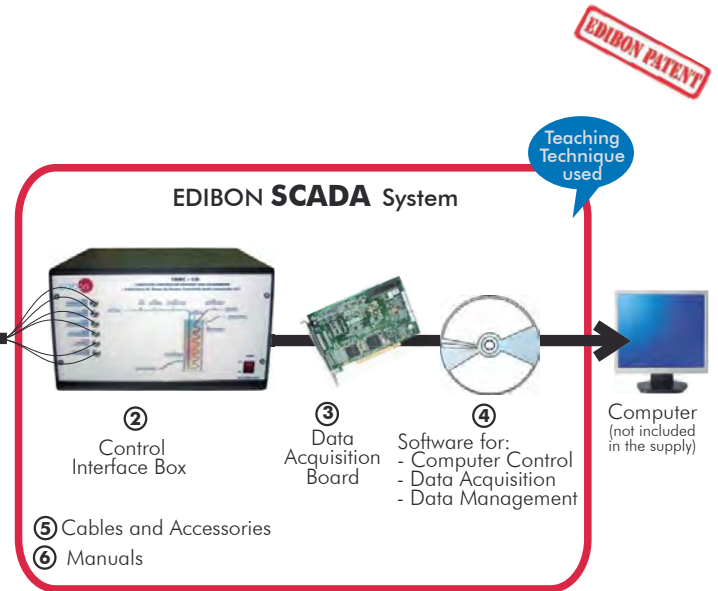 EDIBON PATENT
Teaching
Technique
used
EDIBON SCADA System
②
Control
Interface Box
③
Data
Acquisition
Board
④
Software for:
- Computer Control
- Data Acquisition
- Data Management
Computer
(not included
in the supply)
⑤ Cables and Accessories
⑥ Manuals